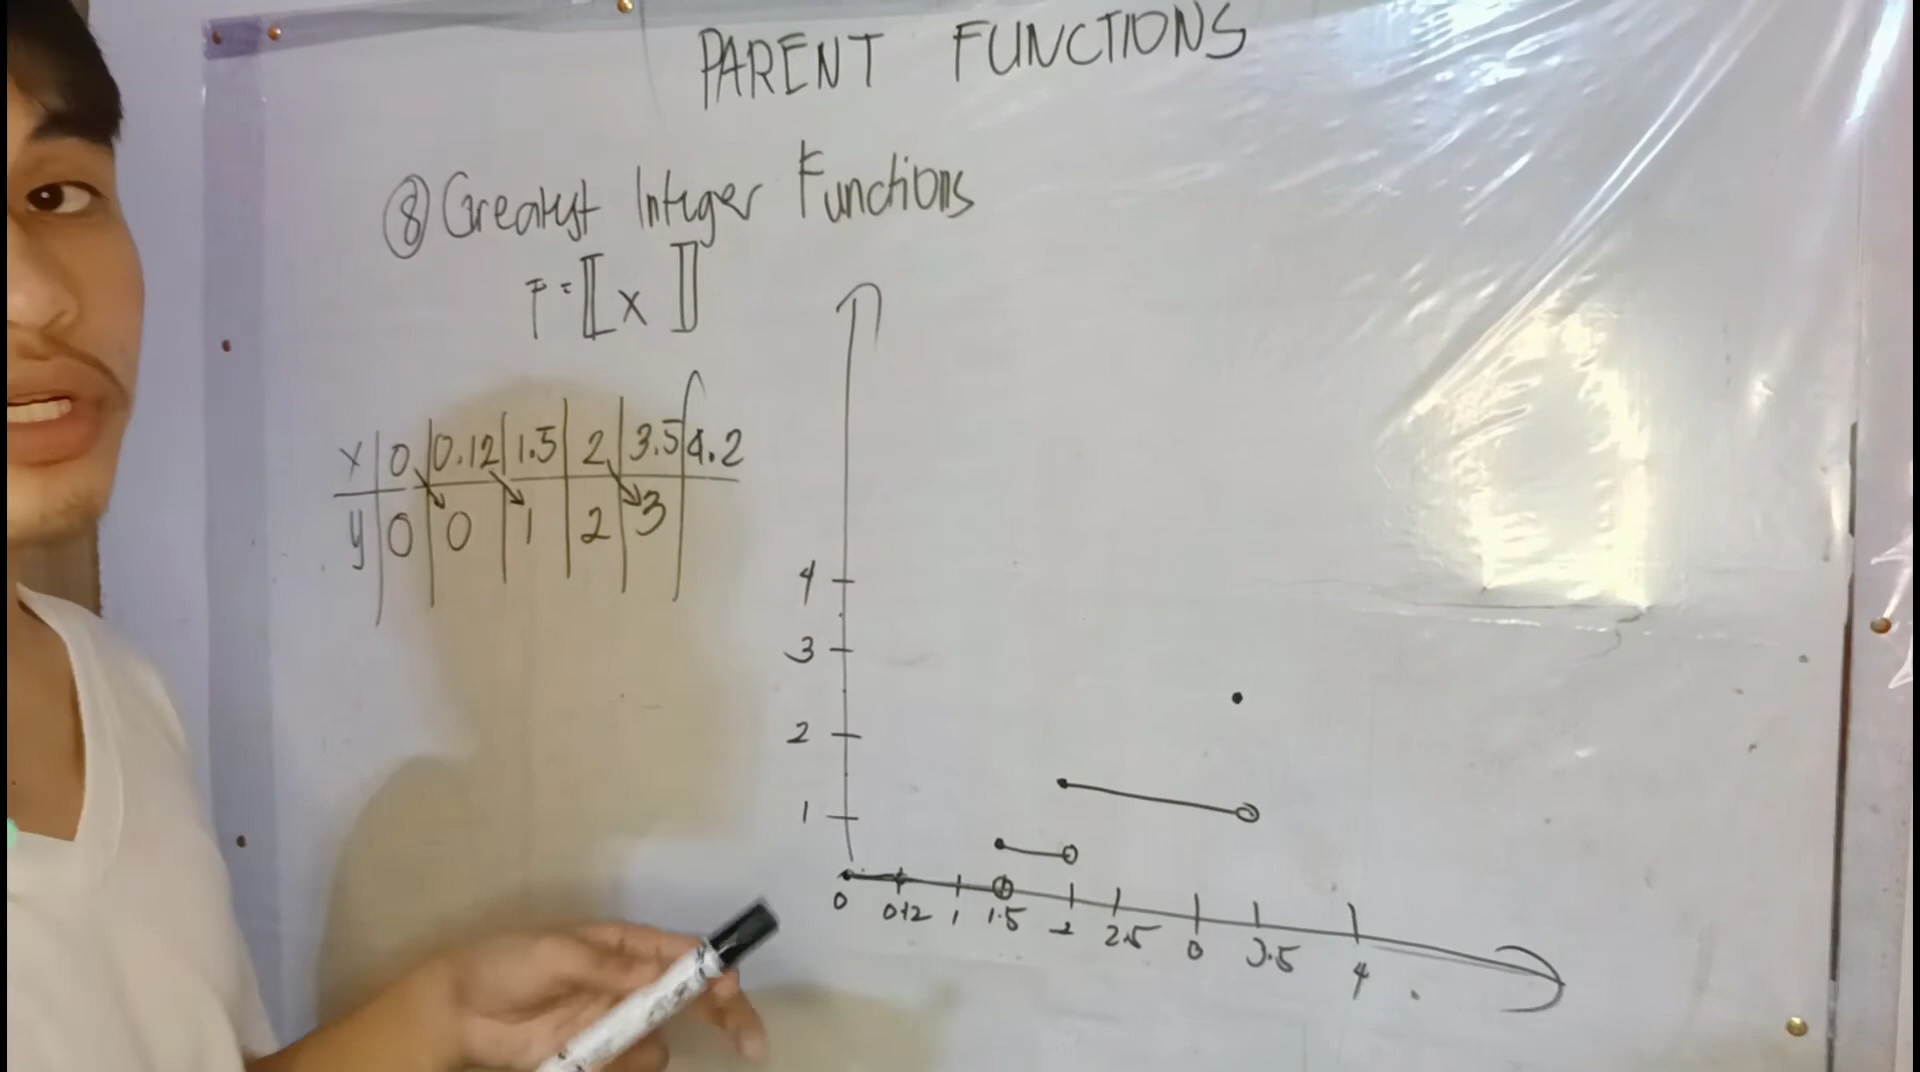 PARENT FUNCTIONS
⑧ Greatest Integer Functions
F = ⟦x⟧
x | 0 | 0.12 | 1.5 | 2 | 3.5 | 4.2
y | 0 | 0 | 1 | 2 | 3
4
3
2
1
0 012 1 1.5 2 2.5 0 3.5 4